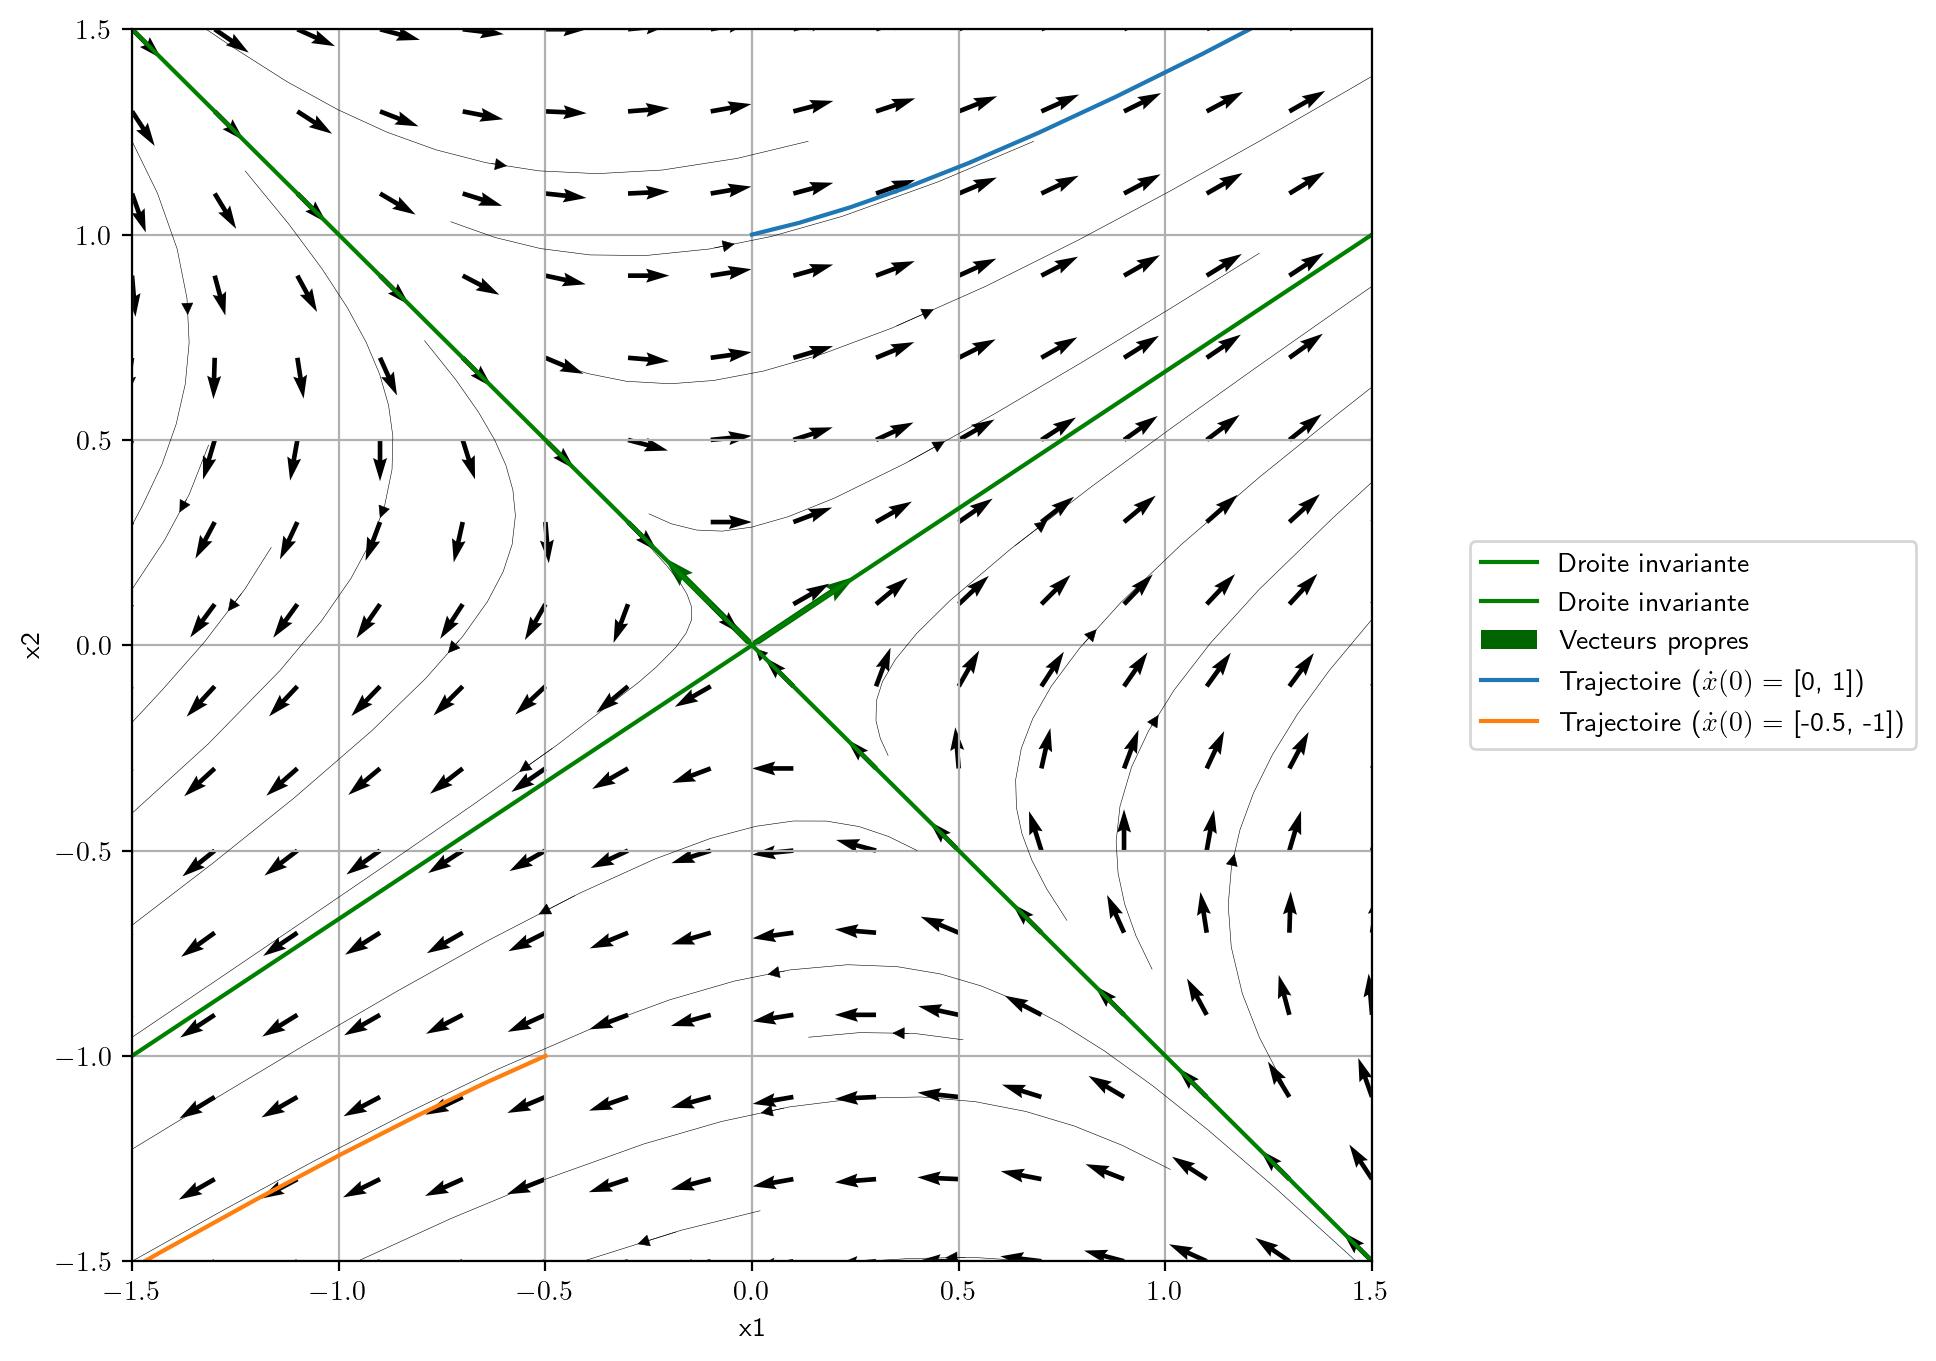 1.5
1.0
0.5
0.0
−0.5
−1.0
−1.5
x2
−1.5
−1.0
−0.5
0.0
0.5
1.0
1.5
x1
Droite invariante
Droite invariante
Vecteurs propres
Trajectoire (ẋ(0) = [0, 1])
Trajectoire (ẋ(0) = [-0.5, -1])